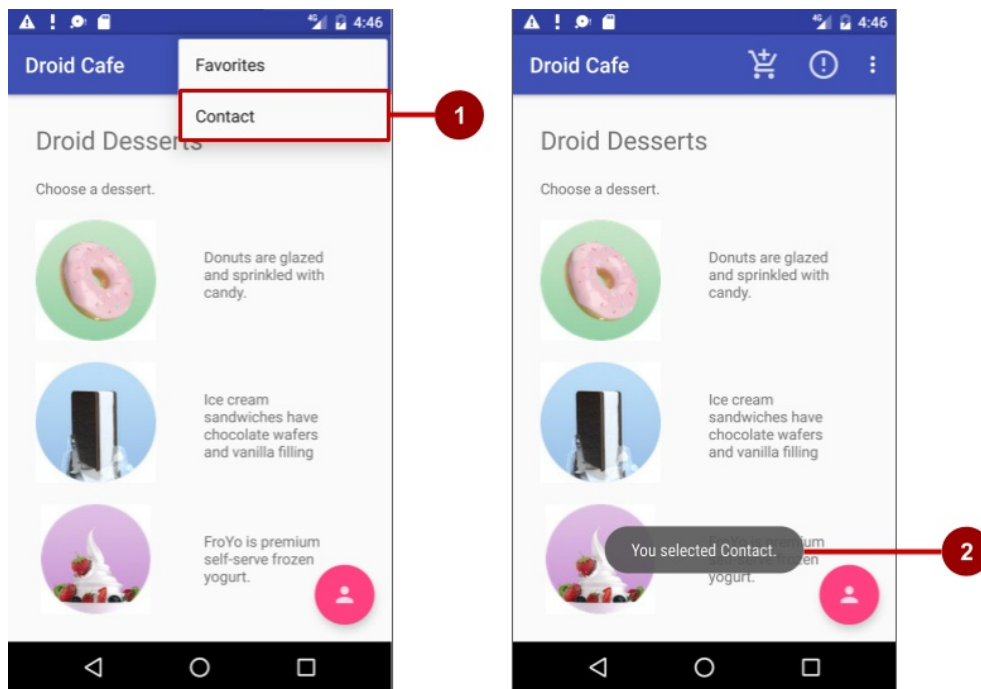 4:46
Droid Cafe
Favorites
Contact
1
Droid Desserts
Choose a dessert.
Donuts are glazed
and sprinkled with
candy.
Ice cream
sandwiches have
chocolate wafers
and vanilla filling
FroYo is premium
self-serve frozen
yogurt.
4:46
Droid Cafe
Droid Desserts
Choose a dessert.
Donuts are glazed
and sprinkled with
candy.
Ice cream
sandwiches have
chocolate wafers
and vanilla filling
You selected Contact.
2
yogurt.